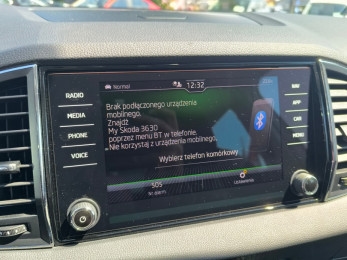 Normal
12:32
RADIO
MEDIA
PHONE
VOICE
NAV
APP
CAR
MENU
Brak podłączonego urządzenia
mobilnego.
Znajdź
My Skoda 3630
poprzez menu BT w telefonie.
Nie korzystaj z urządzenia mobilnego,
Wybierz telefon komórkowy.
SOS
Ustawienia